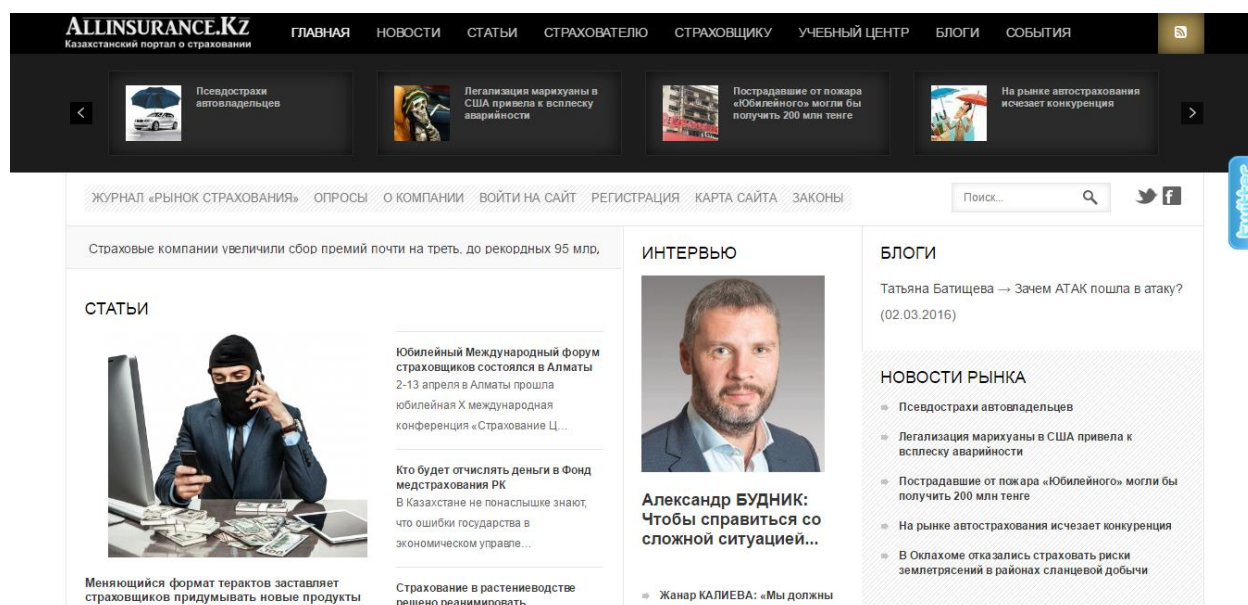 ALLINSURANCE.KZ
Казахстанский портал о страховании
ГЛАВНАЯ НОВОСТИ СТАТЬИ СТРАХОВАТЕЛЮ СТРАХОВЩИКУ УЧЕБНЫЙ ЦЕНТР БЛОГИ СОБЫТИЯ
Псевдострахи
автовладельцев
Легализация марихуаны в
США привела к всплеску
аварийности
Пострадавшие от пожара
«Юбилейного» могли бы
получить 200 млн тенге
На рынке автострахования
исчезает конкуренция
ЖУРНАЛ «РЫНОК СТРАХОВАНИЯ» ОПРОСЫ О КОМПАНИИ ВОЙТИ НА САЙТ РЕГИСТРАЦИЯ КАРТА САЙТА ЗАКОНЫ
Поиск...
twitter
Страховые компании увеличили сбор премий почти на треть, до рекордных 95 млр,
СТАТЬИ
Меняющийся формат терактов заставляет
страховщиков придумывать новые продукты
Юбилейный Международный форум
страховщиков состоялся в Алматы
2-13 апреля в Алматы прошла
юбилейная X международная
конференция «Страхование Ц...
Кто будет отчислять деньги в Фонд
медстрахования РК
В Казахстане не понаслышке знают,
что ошибки государства в
экономическом управле...
Страхование в растениеводстве
решено реанимировать
ИНТЕРВЬЮ
Александр БУДНИК:
Чтобы справиться со
сложной ситуацией...
Жанар КАЛИЕВА: «Мы должны
БЛОГИ
Татьяна Батищева → Зачем АТАК пошла в атаку?
(02.03.2016)
НОВОСТИ РЫНКА
Псевдострахи автовладельцев
Легализация марихуаны в США привела к
всплеску аварийности
Пострадавшие от пожара «Юбилейного» могли бы
получить 200 млн тенге
На рынке автострахования исчезает конкуренция
В Оклахоме отказались страховать риски
землетрясений в районах сланцевой добычи